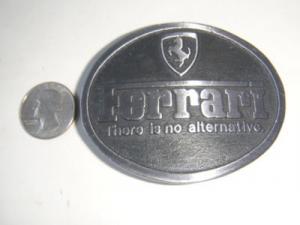 Ferrari
There is no alternative.